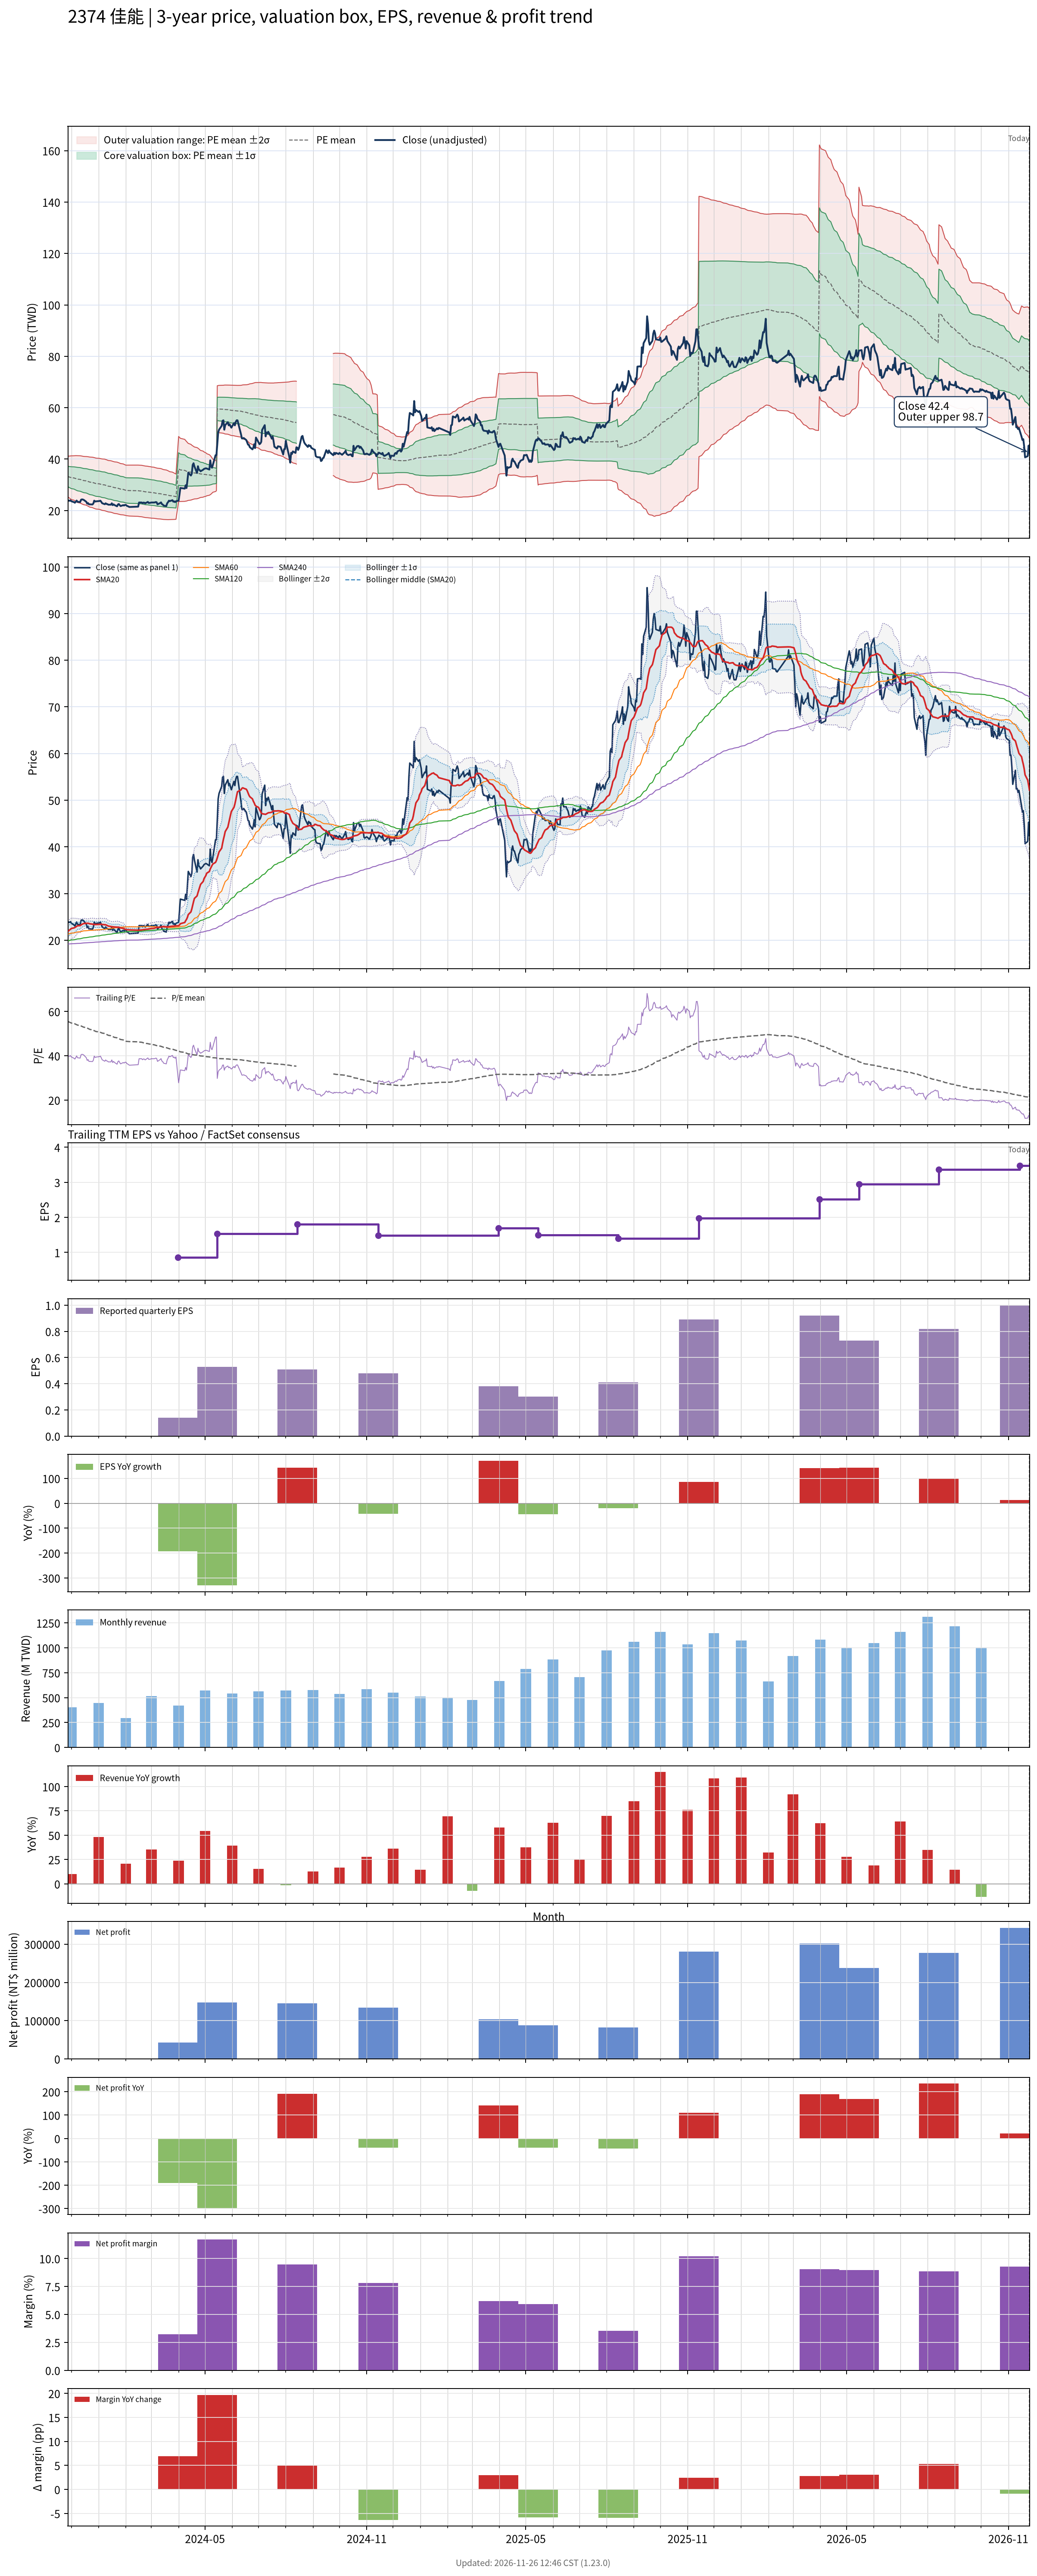 2374 佳能 | 3-year price, valuation box, EPS, revenue & profit trend
Outer valuation range: PE mean ±2σ
Core valuation box: PE mean ±1σ
PE mean
Close (unadjusted)
Today
Price (TWD)
160
140
120
100
80
60
40
20
Close 42.4
Outer upper 98.7
Close (same as panel 1)
SMA20
SMA60
SMA120
SMA240
Bollinger ±2σ
Bollinger ±1σ
Bollinger middle (SMA20)
Price
100
90
80
70
60
50
40
30
20
Trailing P/E
P/E mean
P/E
60
40
20
Trailing TTM EPS vs Yahoo / FactSet consensus
Today
EPS
4
3
2
1
Reported quarterly EPS
EPS
1.0
0.8
0.6
0.4
0.2
0.0
EPS YoY growth
YoY (%)
100
0
-100
-200
-300
Monthly revenue
Revenue (M TWD)
1250
1000
750
500
250
0
Revenue YoY growth
YoY (%)
100
75
50
25
0
Month
Net profit
Net profit (NT$ million)
300000
200000
100000
0
Net profit YoY
YoY (%)
200
100
0
-100
-200
-300
Net profit margin
Margin (%)
10.0
7.5
5.0
2.5
0.0
Margin YoY change
Δ margin (pp)
20
15
10
5
0
-5
2024-05
2024-11
2025-05
2025-11
2026-05
2026-11
Updated: 2026-11-26 12:46 CST (1.23.0)